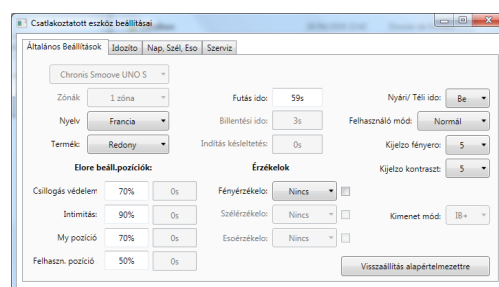 Csatlakoztatott eszköz beállításai
Általános Beállítások Idozíto Nap, Szél, Eso Szerviz
Chronis Smoove UNO S
Zónák 1 zóna Futás ido: 59s Nyári/ Téli ido: Be
Nyelv Francia Billentési ido: 3s Felhasználó mód: Normál
Termék: Redony Indítás késleltetés: 0s Kijelzo fényero: 5
Elore beáll.pozíciók: Érzékelok Kijelzo kontraszt: 5
Csillogás védelem 70% 0s Fényérzékelo: Nincs
Intimitás: 90% 0s Szélérzékelo: Nincs Kimenet mód: IB+
My pozíció 70% 0s Esoérzékelo: Nincs
Felhaszn. pozíció 50% 0s Visszaállítás alapértelmezettre